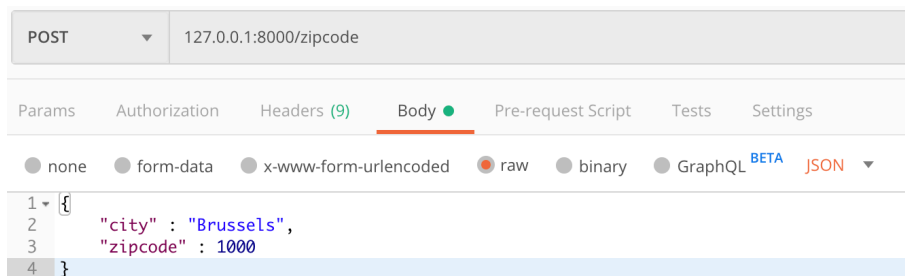 POST 127.0.0.1:8000/zipcode
Params Authorization Headers (9) Body Pre-request Script Tests Settings
none form-data x-www-form-urlencoded raw binary GraphQL BETA JSON
1 {
2 "city" : "Brussels",
3 "zipcode" : 1000
4 }